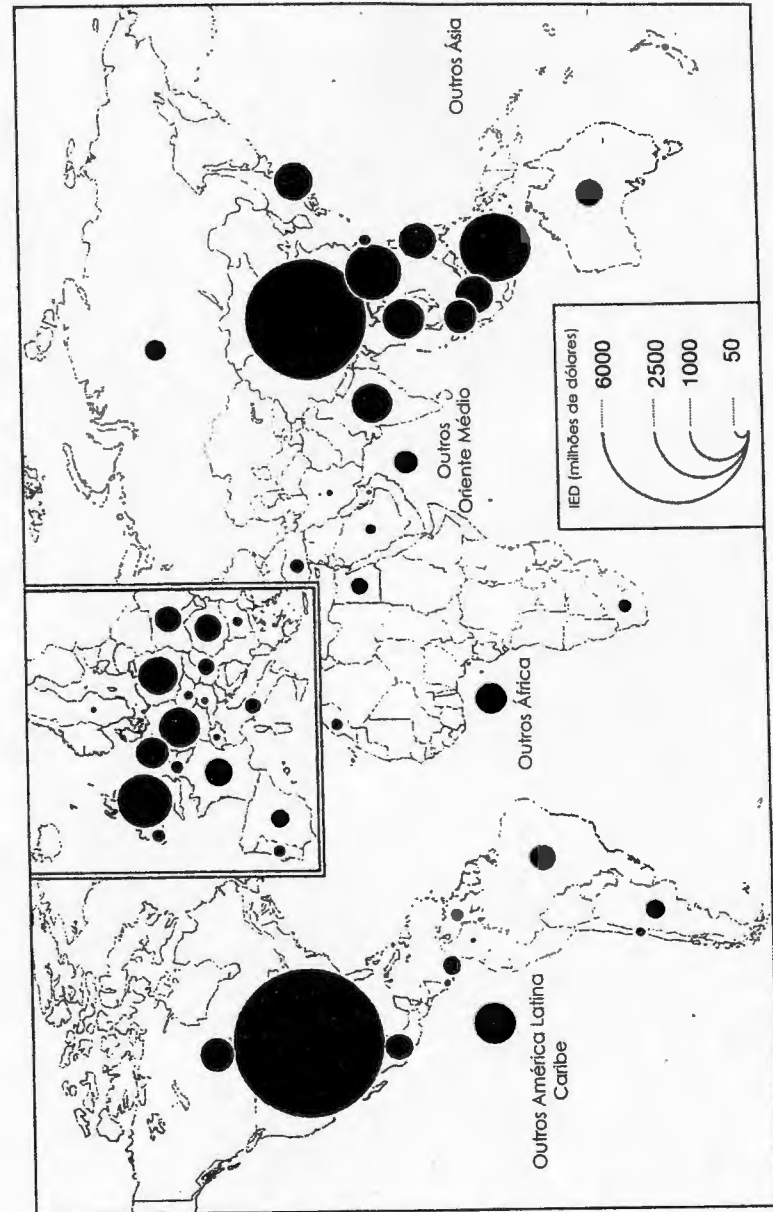 Outros Ásia
Outros
Oriente Médio
Outros África
Outros América Latina
Caribe
IED (milhões de dólares)
6000
2500
1000
50